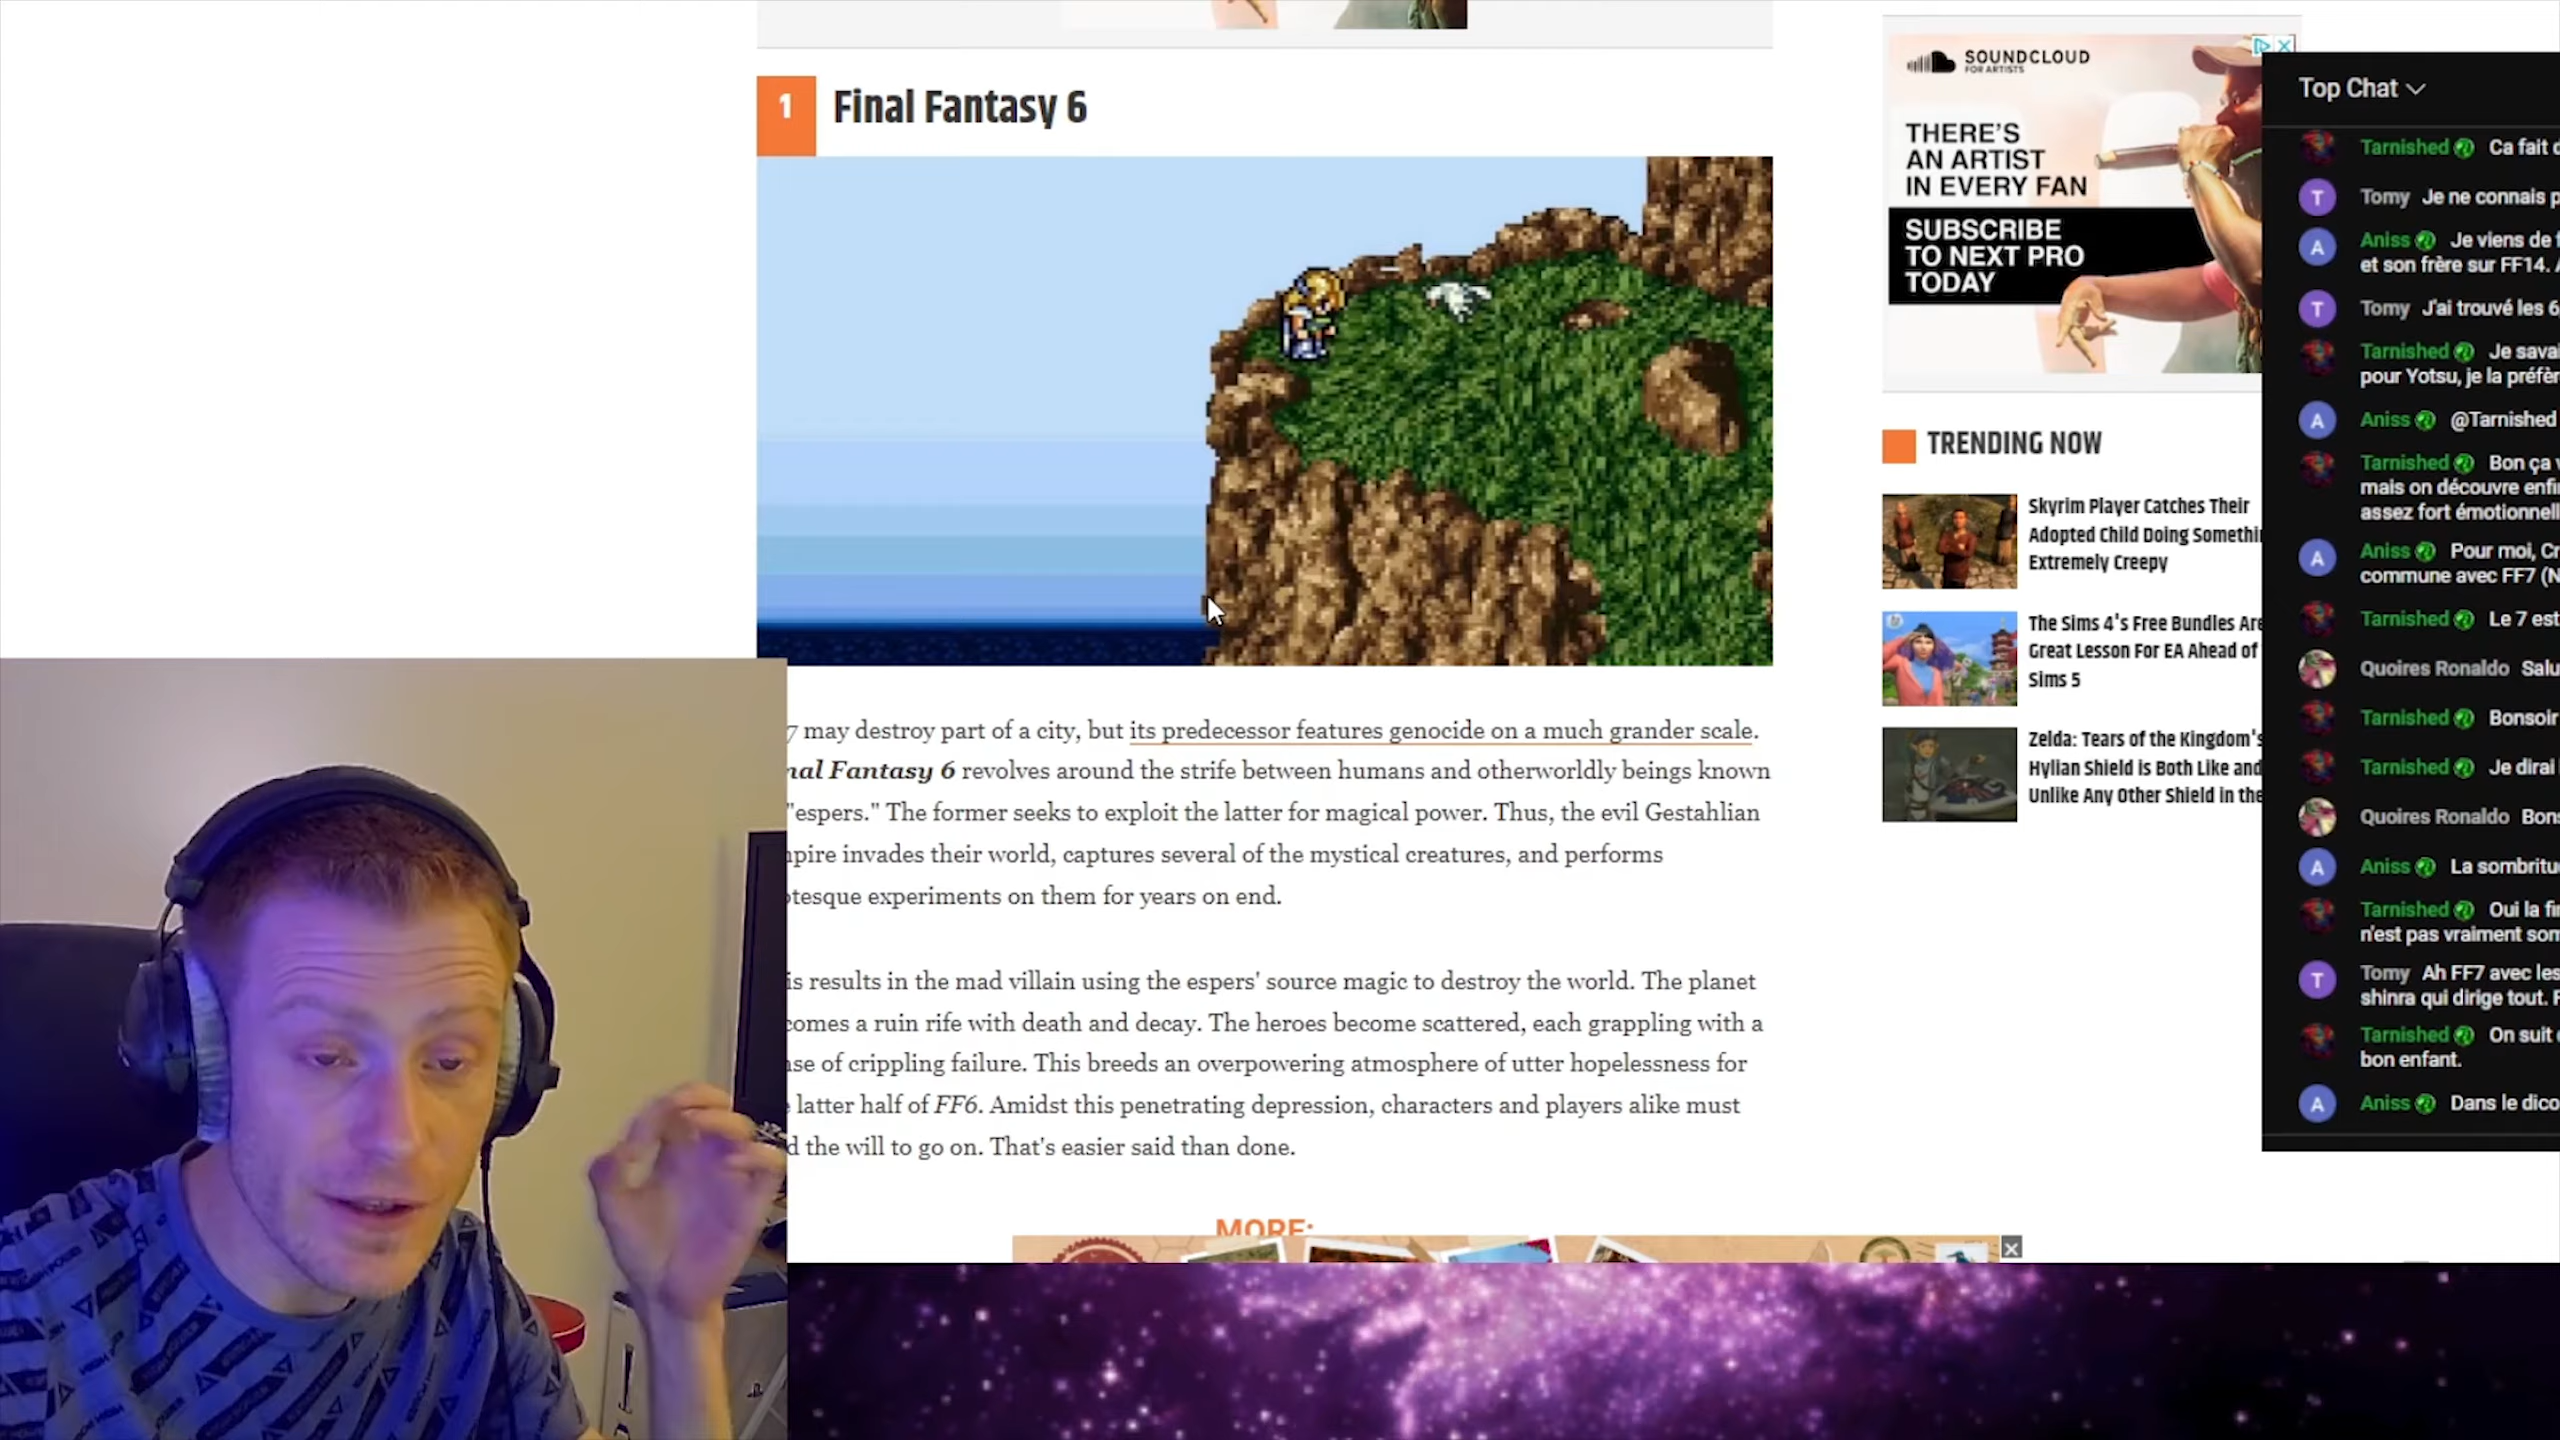 1
Final Fantasy 6
7 may destroy part of a city, but its predecessor features genocide on a much grander scale.
nal Fantasy 6 revolves around the strife between humans and otherworldly beings known
"espers." The former seeks to exploit the latter for magical power. Thus, the evil Gestahlian
mpire invades their world, captures several of the mystical creatures, and performs
otesque experiments on them for years on end.
is results in the mad villain using the espers' source magic to destroy the world. The planet
comes a ruin rife with death and decay. The heroes become scattered, each grappling with a
nse of crippling failure. This breeds an overpowering atmosphere of utter hopelessness for
latter half of FF6. Amidst this penetrating depression, characters and players alike must
d the will to go on. That's easier said than done.
MORE:
SOUNDCLOUD
FOR ARTISTS
THERE'S
AN ARTIST
IN EVERY FAN
SUBSCRIBE
TO NEXT PRO
TODAY
TRENDING NOW
Skyrim Player Catches Their
Adopted Child Doing Somethi
Extremely Creepy
The Sims 4's Free Bundles Are
Great Lesson For EA Ahead of
Sims 5
Zelda: Tears of the Kingdom's
Hylian Shield is Both Like and
Unlike Any Other Shield in the
Top Chat
Tarnished Ca fait d
T Tomy Je ne connais p
A Aniss Je viens de f
et son frère sur FF14. A
T Tomy J'ai trouvé les 6
Tarnished Je savai
pour Yotsu, je la préfèr
A Aniss @Tarnished
Tarnished Bon ça v
mais on découvre enfi
assez fort émotionnell
A Aniss Pour moi, Cr
commune avec FF7 (N
Tarnished Le 7 est
Quoires Ronaldo Salu
Tarnished Bonsoir
Tarnished Je dirai
Quoires Ronaldo Bons
A Aniss La sombritu
Tarnished Oui la fi
n'est pas vraiment som
T Tomy Ah FF7 avec les
shinra qui dirige tout. F
Tarnished On suit
bon enfant.
A Aniss Dans le dico